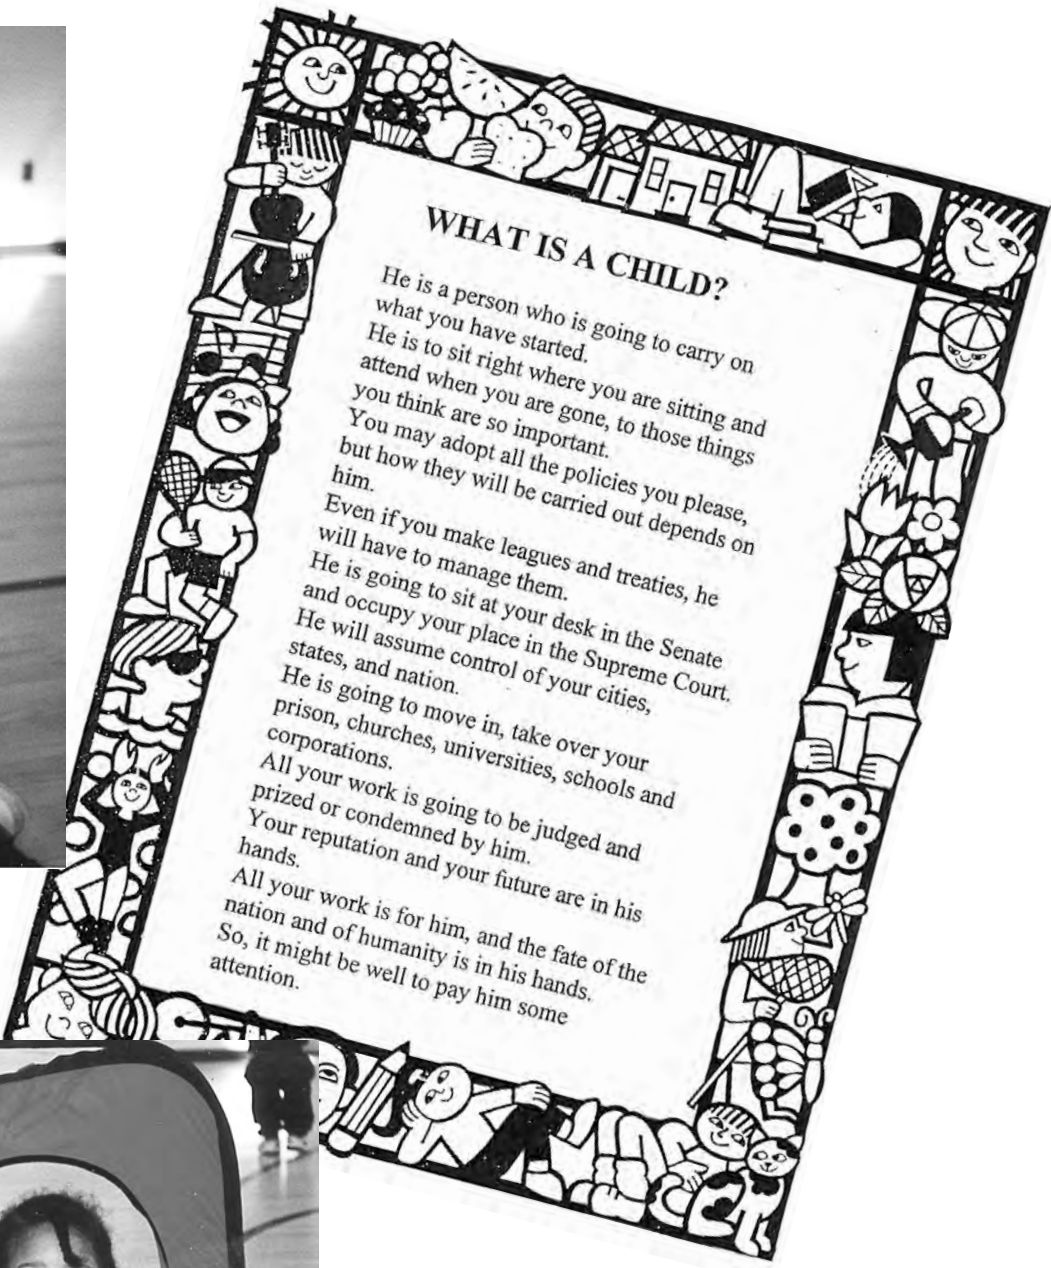 WHAT IS A CHILD?
He is a person who is going to carry on
what you have started.
He is to sit right where you are sitting and
attend when you are gone, to those things
you think are so important.
You may adopt all the policies you please,
but how they will be carried out depends on
him.
Even if you make leagues and treaties, he
will have to manage them.
He is going to sit at your desk in the Senate
and occupy your place in the Supreme Court.
He will assume control of your cities,
states, and nation.
He is going to move in, take over your
prison, churches, universities, schools and
corporations.
All your work is going to be judged and
prized or condemned by him.
Your reputation and your future are in his
hands.
All your work is for him, and the fate of the
nation and of humanity is in his hands.
So, it might be well to pay him some
attention.